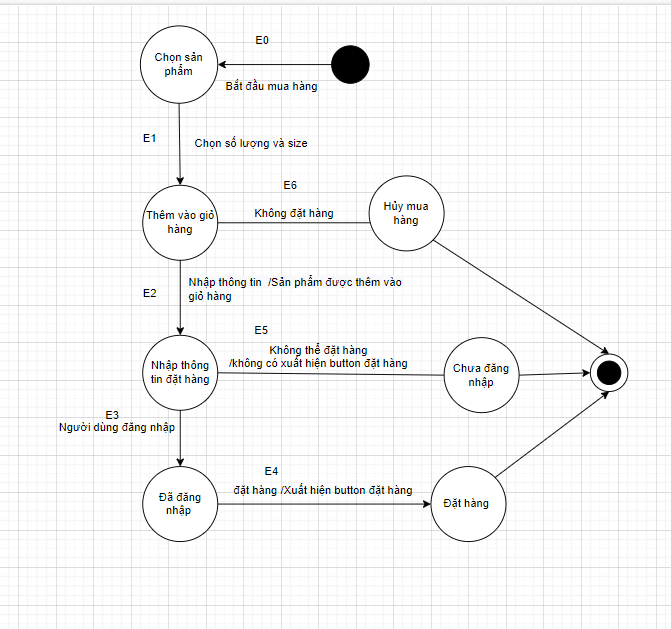 E0
Chọn sản
phẩm
Bắt đầu mua hàng
E1
Chọn số lượng và size
E6
Thêm vào giỏ
hàng
Không đặt hàng
Hủy mua
hàng
E2
Nhập thông tin /Sản phẩm được thêm vào
giỏ hàng
E5
Không thể đặt hàng
/không có xuất hiện button đặt hàng
Nhập thông
tin đặt hàng
Chưa đăng
nhập
E3
Người dùng đăng nhập
E4
đặt hàng /Xuất hiện button đặt hàng
Đã đăng
nhập
Đặt hàng